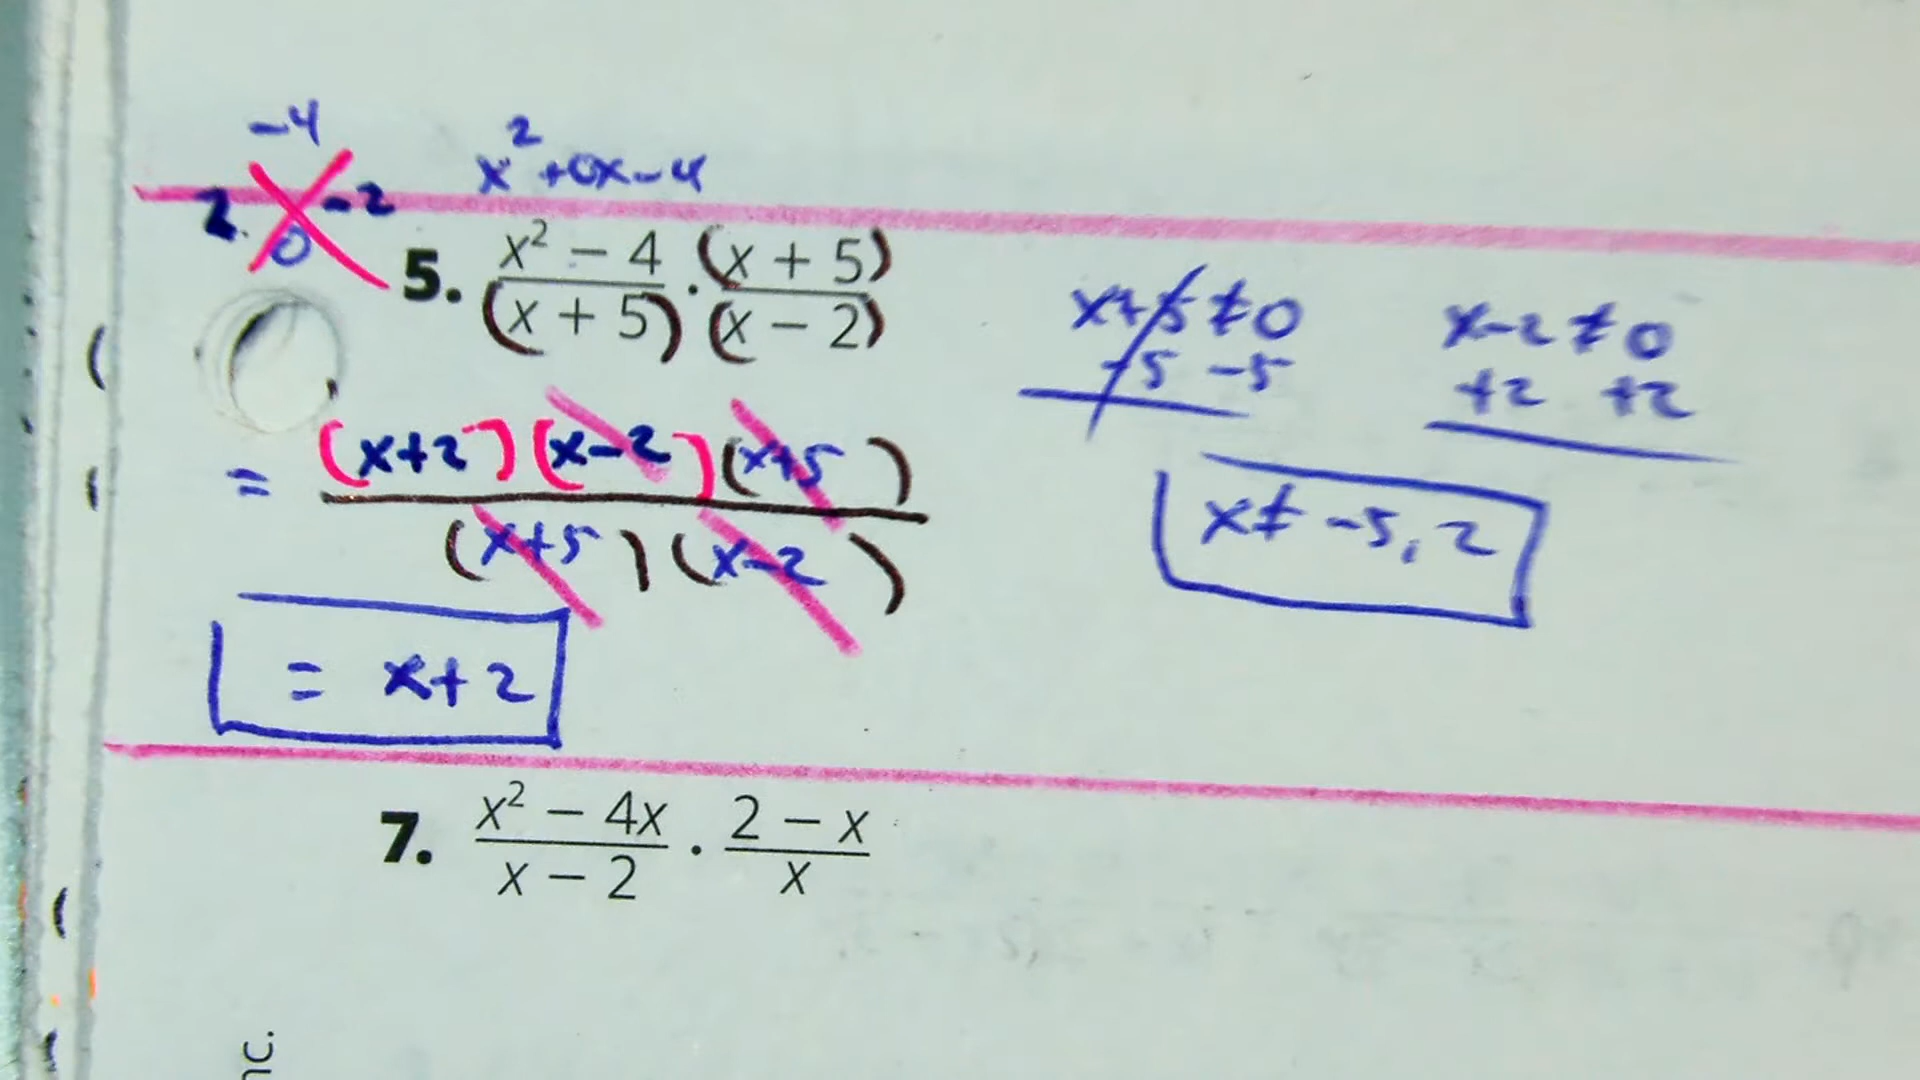 -4
2 -2
0
x² + 0x - 4
5. x² - 4 / (x + 5) · (x + 5) / (x - 2)
x + 5 ≠ 0
-5 -5
x - 2 ≠ 0
+2 +2
x ≠ -5, 2
= (x+2)(x-2)(x+5) / (x+5)(x-2)
= x + 2
7. x² - 4x / x - 2 · 2 - x / x
nc.